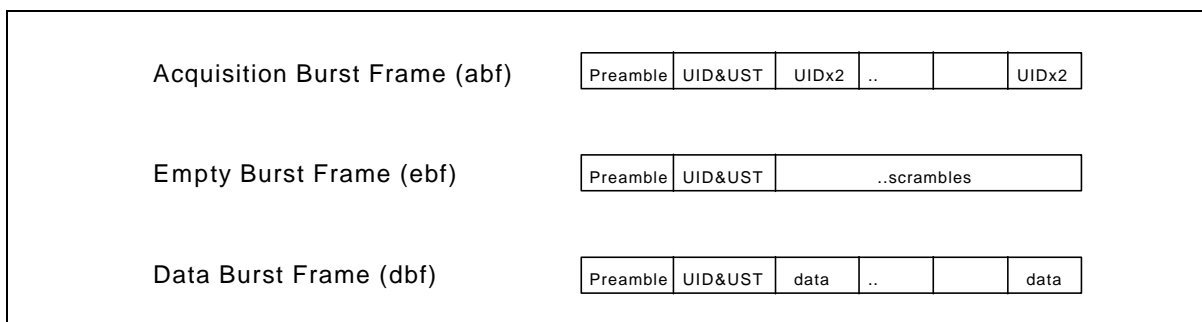 Acquisition Burst Frame (abf) Preamble UID&UST UIDx2 .. UIDx2
Empty Burst Frame (ebf) Preamble UID&UST ..scrambles
Data Burst Frame (dbf) Preamble UID&UST data .. data